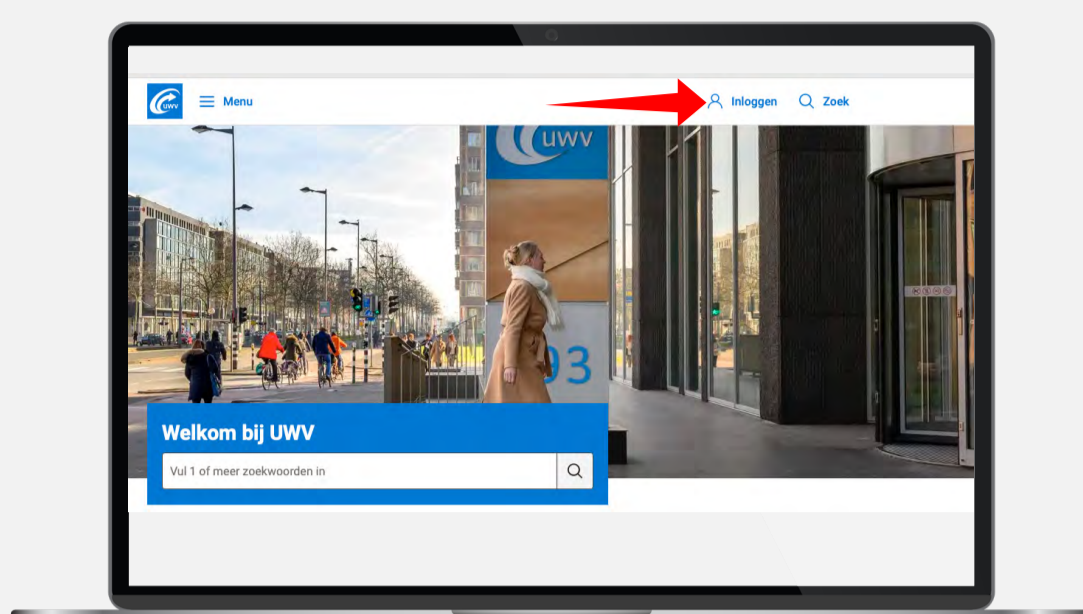 UWV
Menu
Inloggen
Zoek
UWV
93
Welkom bij UWV
Vul 1 of meer zoekwoorden in